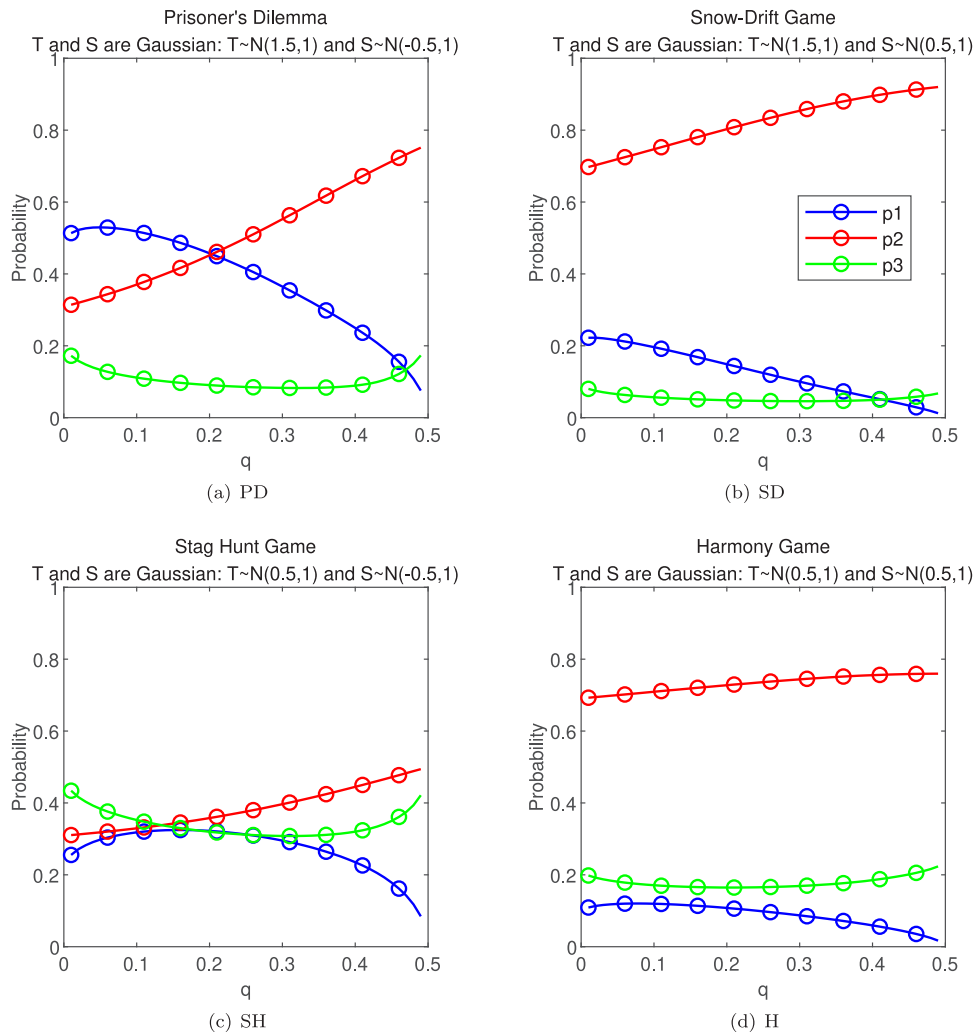 Prisoner's Dilemma
T and S are Gaussian: T~N(1.5,1) and S~N(-0.5,1)
1
0.8
0.6
0.4
0.2
0
Probability
0 0.1 0.2 0.3 0.4 0.5
q
(a) PD
Snow-Drift Game
T and S are Gaussian: T~N(1.5,1) and S~N(0.5,1)
1
0.8
0.6
0.4
0.2
0
Probability
p1
p2
p3
0 0.1 0.2 0.3 0.4 0.5
q
(b) SD
Stag Hunt Game
T and S are Gaussian: T~N(0.5,1) and S~N(-0.5,1)
1
0.8
0.6
0.4
0.2
0
Probability
0 0.1 0.2 0.3 0.4 0.5
q
(c) SH
Harmony Game
T and S are Gaussian: T~N(0.5,1) and S~N(0.5,1)
1
0.8
0.6
0.4
0.2
0
Probability
0 0.1 0.2 0.3 0.4 0.5
q
(d) H